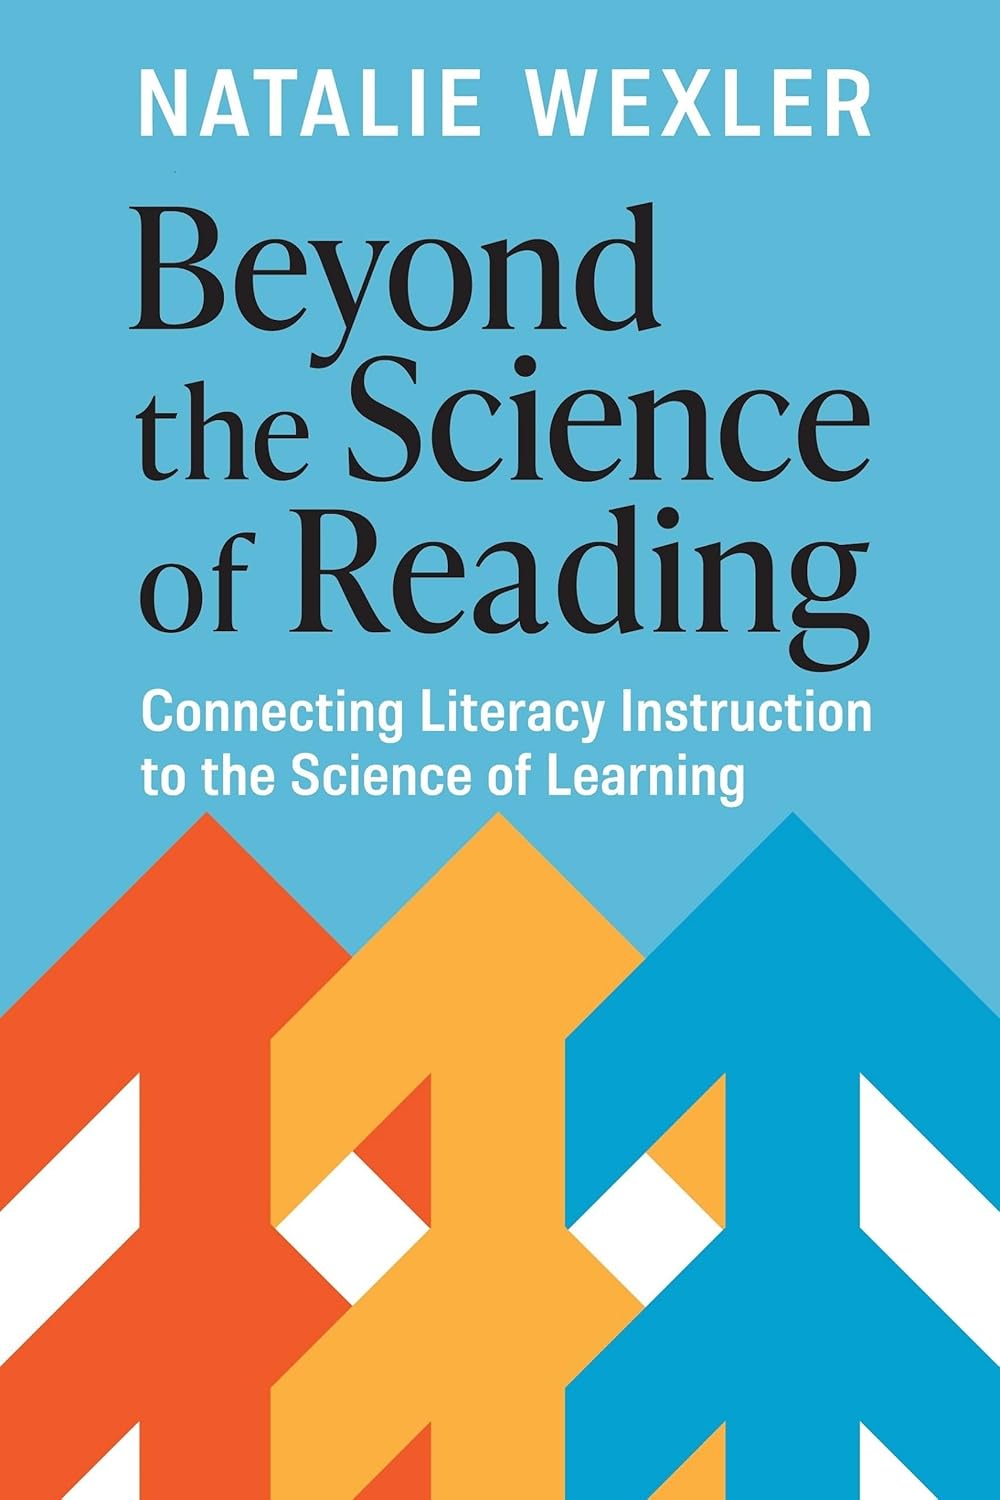 NATALIE WEXLER
Beyond
the Science
of Reading
Connecting Literacy Instruction
to the Science of Learning